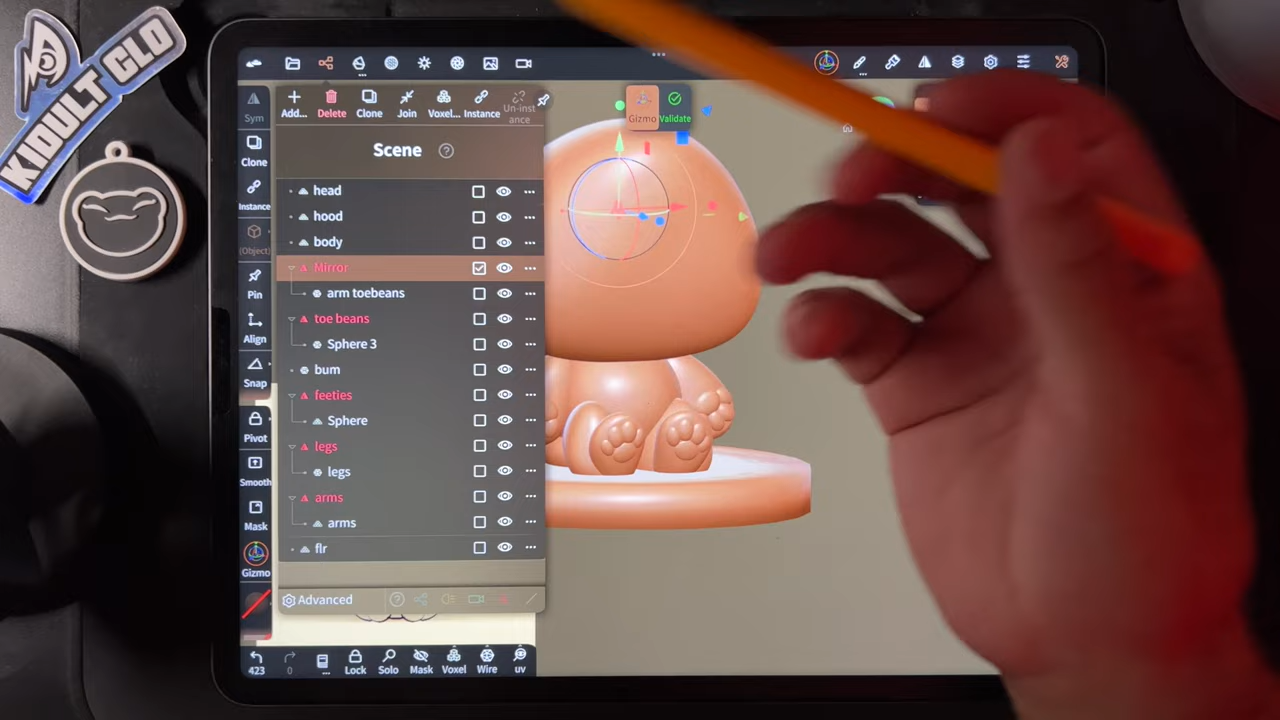 KIDULT CLO
Add... Delete Clone Join Voxel... Instance Un-inst
ance
Gizmo Validate
Sym
Clone
Instance
(Object)
Pin
Align
Snap
Pivot
Smooth
Mask
Gizmo
Scene ?
head
hood
body
Mirror
arm toebeans
toe beans
Sphere 3
bum
feeties
Sphere
legs
legs
arms
arms
flr
Advanced ?
423 0 ... Lock Solo Mask Voxel Wire uv